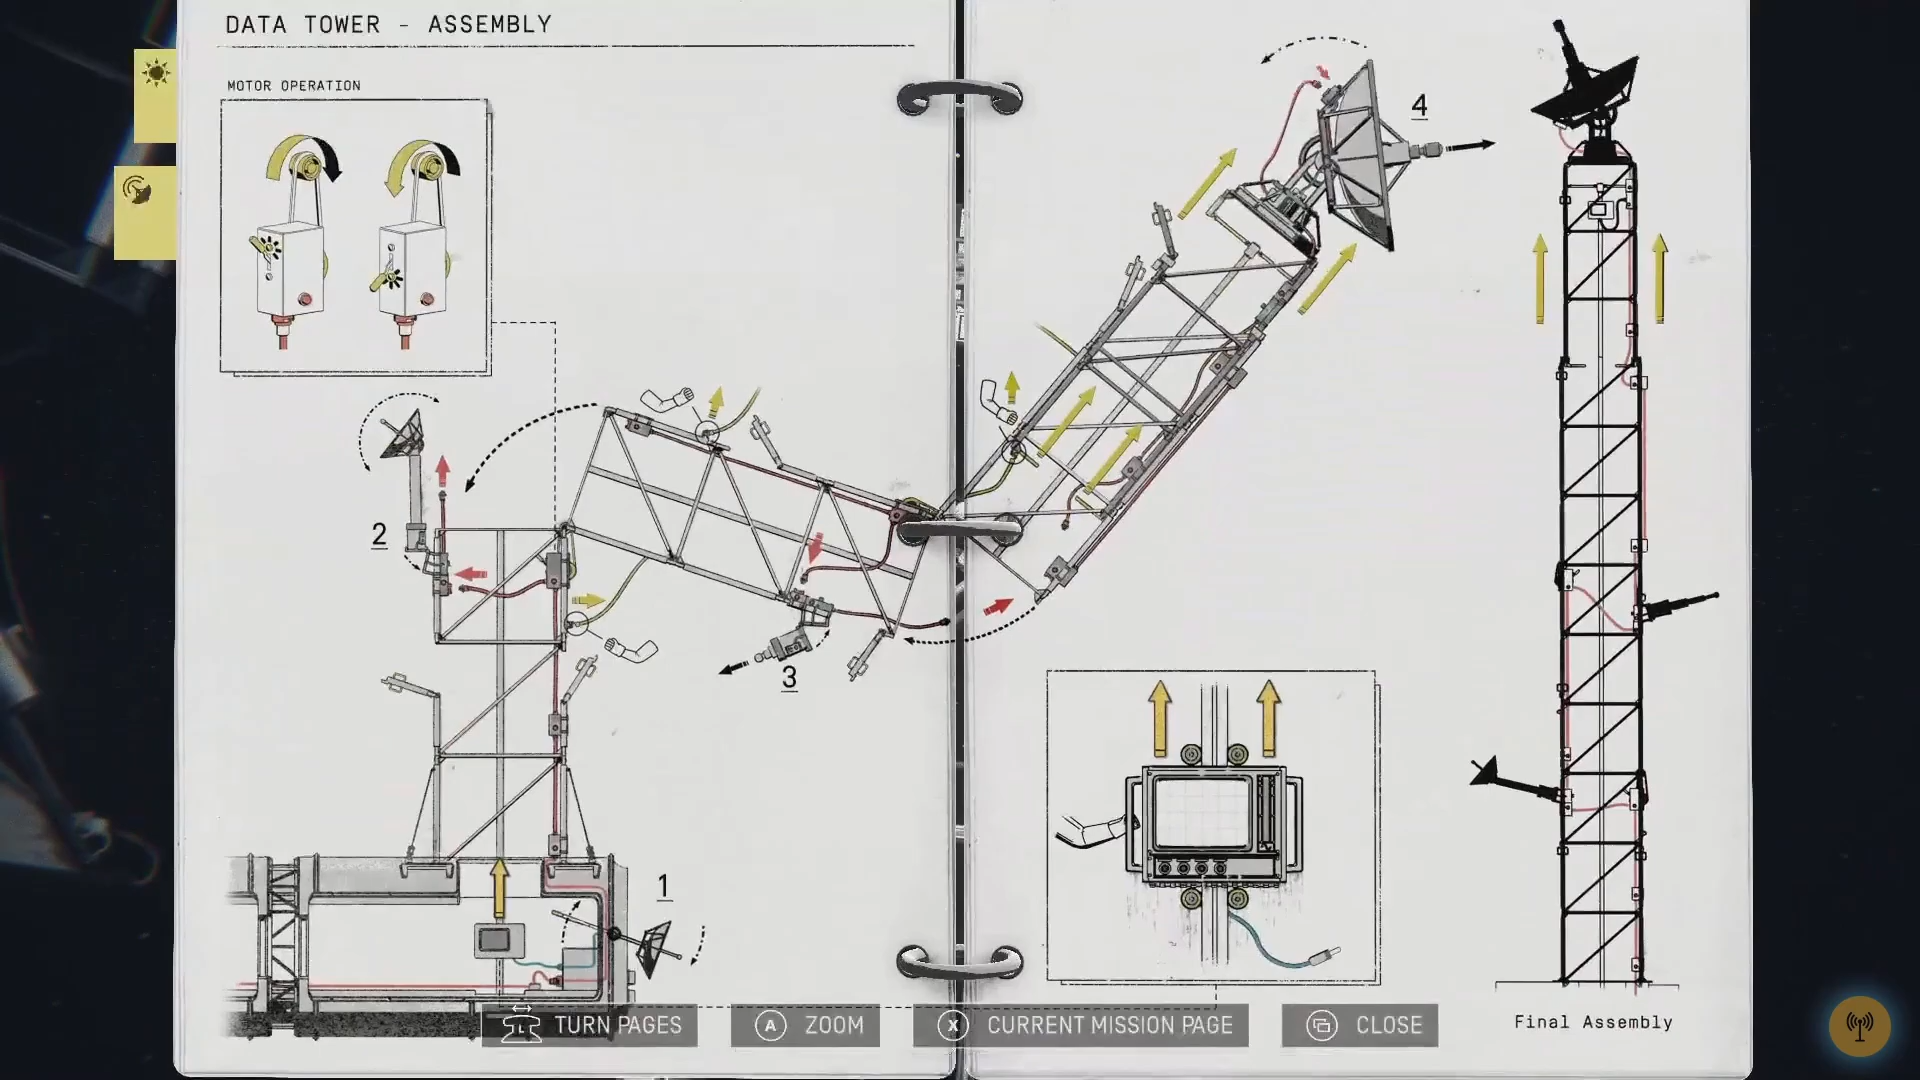 DATA TOWER - ASSEMBLY
MOTOR OPERATION
4
2
3
1
L TURN PAGES
A ZOOM
X CURRENT MISSION PAGE
CLOSE
Final Assembly